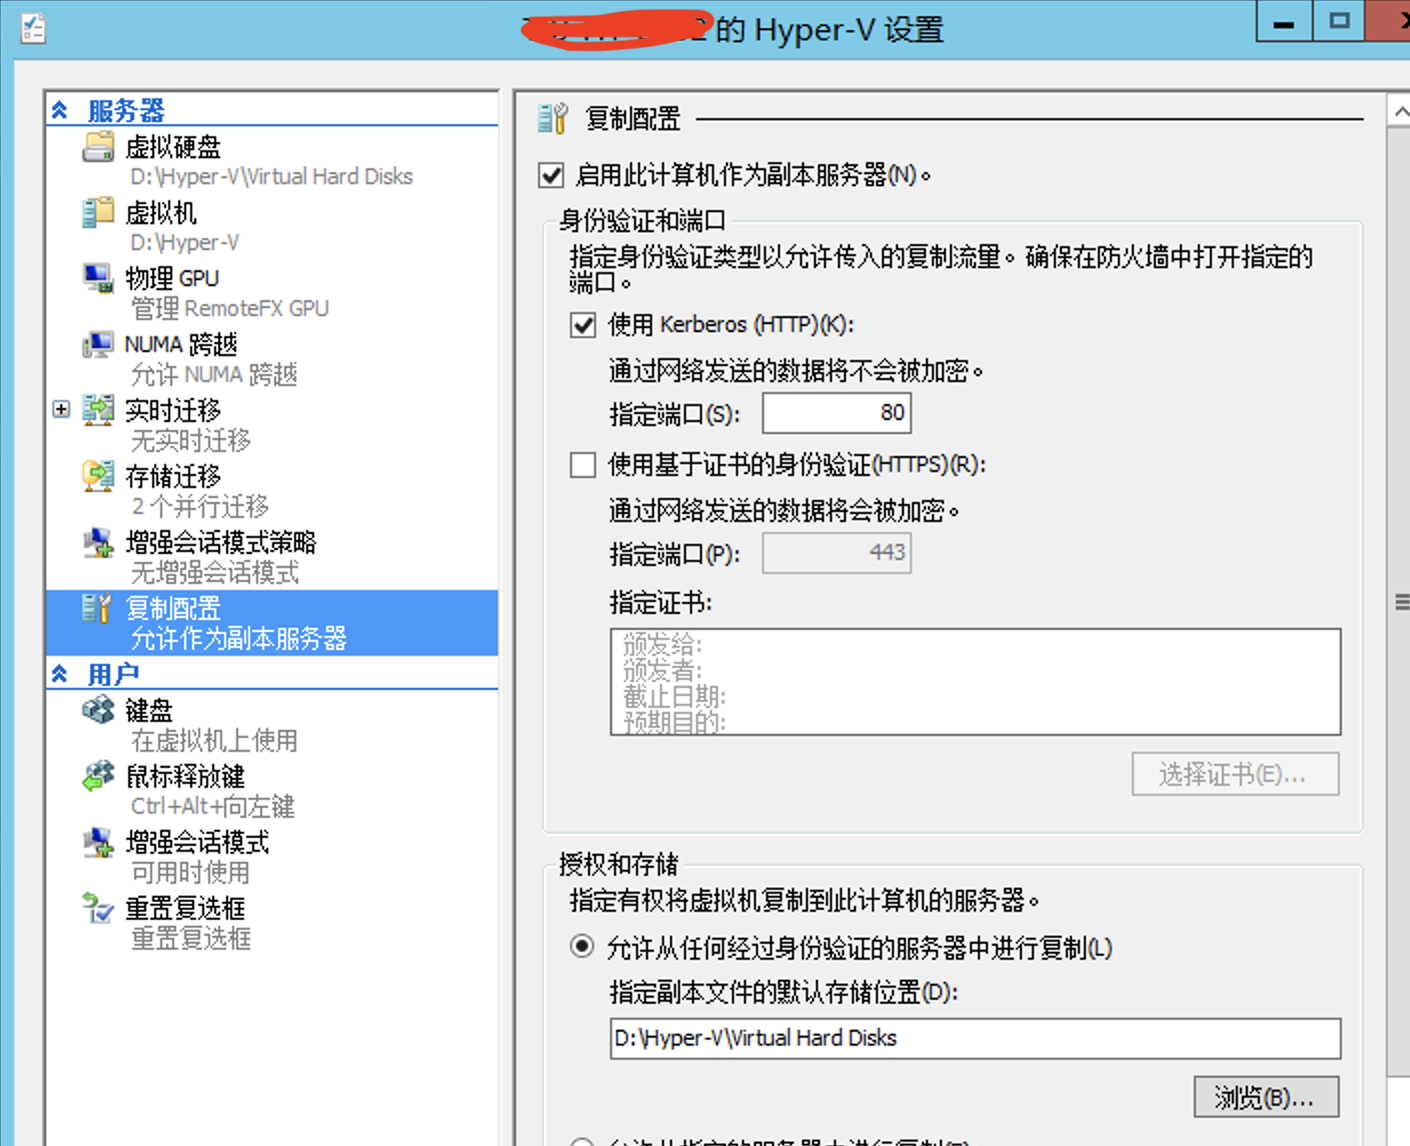 的 Hyper-V 设置
服务器
虚拟硬盘
D:\Hyper-V\Virtual Hard Disks
虚拟机
D:\Hyper-V
物理 GPU
管理 RemoteFX GPU
NUMA 跨越
允许 NUMA 跨越
实时迁移
无实时迁移
存储迁移
2 个并行迁移
增强会话模式策略
无增强会话模式
复制配置
允许作为副本服务器
用户
键盘
在虚拟机上使用
鼠标释放键
Ctrl+Alt+向左键
增强会话模式
可用时使用
重置复选框
重置复选框
复制配置
启用此计算机作为副本服务器(N)。
身份验证和端口
指定身份验证类型以允许传入的复制流量。确保在防火墙中打开指定的
端口。
使用 Kerberos (HTTP)(K):
通过网络发送的数据将不会被加密。
指定端口(S): 80
使用基于证书的身份验证(HTTPS)(R):
通过网络发送的数据将会被加密。
指定端口(P): 443
指定证书:
颁发给:
颁发者:
截止日期:
预期目的:
选择证书(E)...
授权和存储
指定有权将虚拟机复制到此计算机的服务器。
允许从任何经过身份验证的服务器中进行复制(L)
指定副本文件的默认存储位置(D):
D:\Hyper-V\Virtual Hard Disks
浏览(B)...